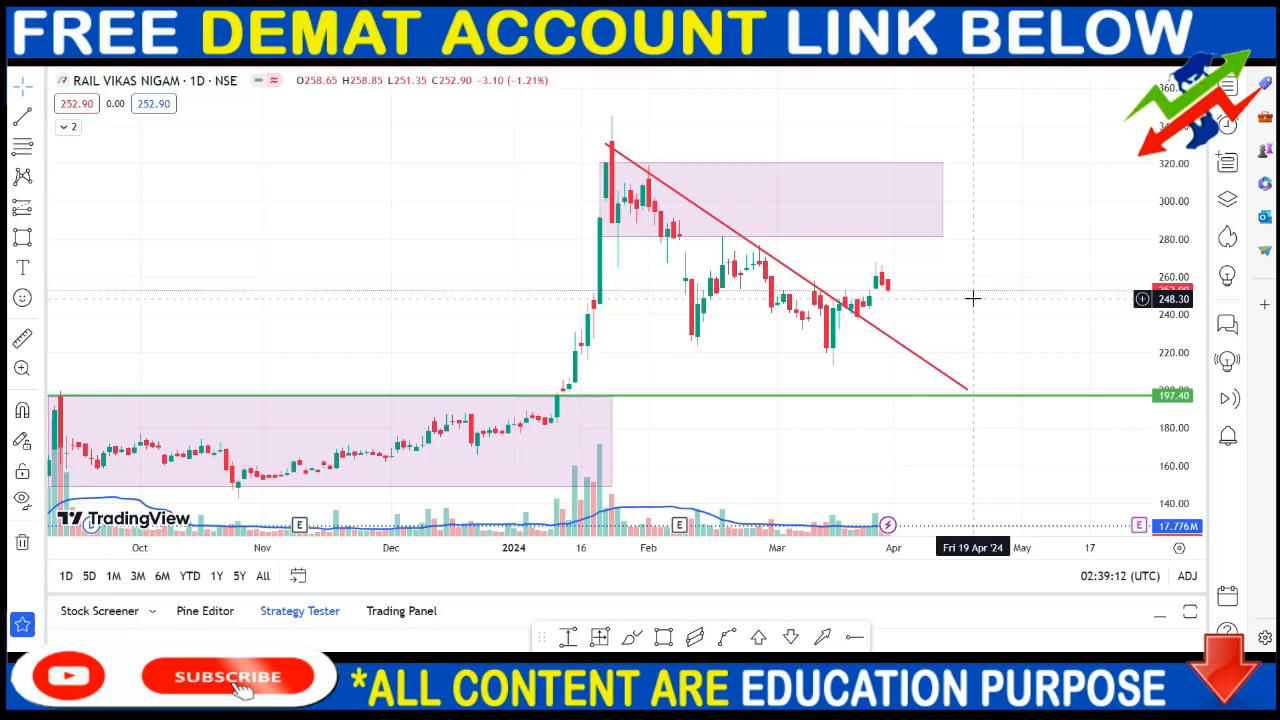 FREE DEMAT ACCOUNT LINK BELOW
RAIL VIKAS NIGAM · 1D · NSE O258.65 H258.85 L251.35 C252.90 −3.10 (−1.21%)
252.90 0.00 252.90
2
320.00
300.00
280.00
260.00
248.30
240.00
220.00
197.40
180.00
160.00
140.00
E E E 17.776M
TradingView
Oct Nov Dec 2024 16 Feb Mar Apr Fri 19 Apr '24 May 17
1D 5D 1M 3M 6M YTD 1Y 5Y All 02:39:12 (UTC) ADJ
Stock Screener Pine Editor Strategy Tester Trading Panel
SUBSCRIBE
*ALL CONTENT ARE EDUCATION PURPOSE